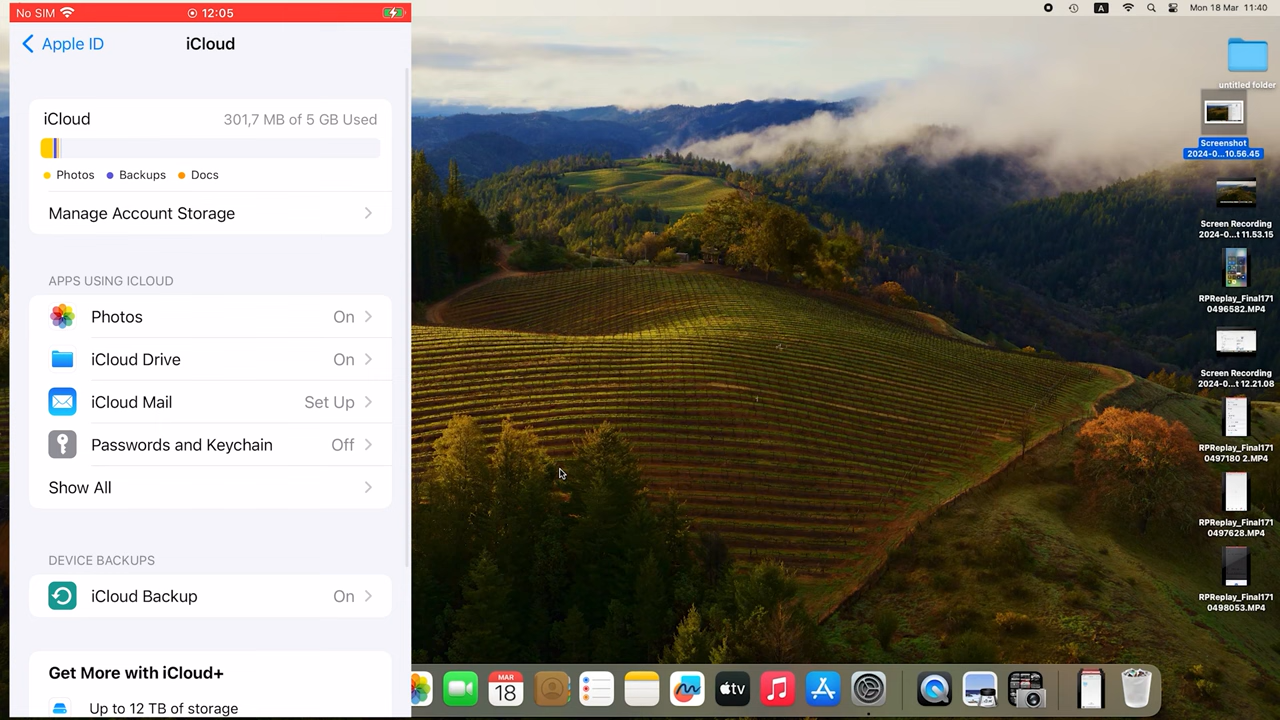 No SIM 12:05
Apple ID iCloud
iCloud 301,7 MB of 5 GB Used
Photos Backups Docs
Manage Account Storage
APPS USING ICLOUD
Photos On
iCloud Drive On
iCloud Mail Set Up
Passwords and Keychain Off
Show All
DEVICE BACKUPS
iCloud Backup On
Get More with iCloud+
Up to 12 TB of storage
A Mon 18 Mar 11:40
untitled folder
Screenshot
2024-0...10.56.45
Screen Recording
2024-0...t 11.53.15
RPReplay_Final171
0496582.MP4
Screen Recording
2024-0...t 12.21.08
RPReplay_Final171
0497180 2.MP4
RPReplay_Final171
0497628.MP4
RPReplay_Final171
0498053.MP4
MAR
18
tv